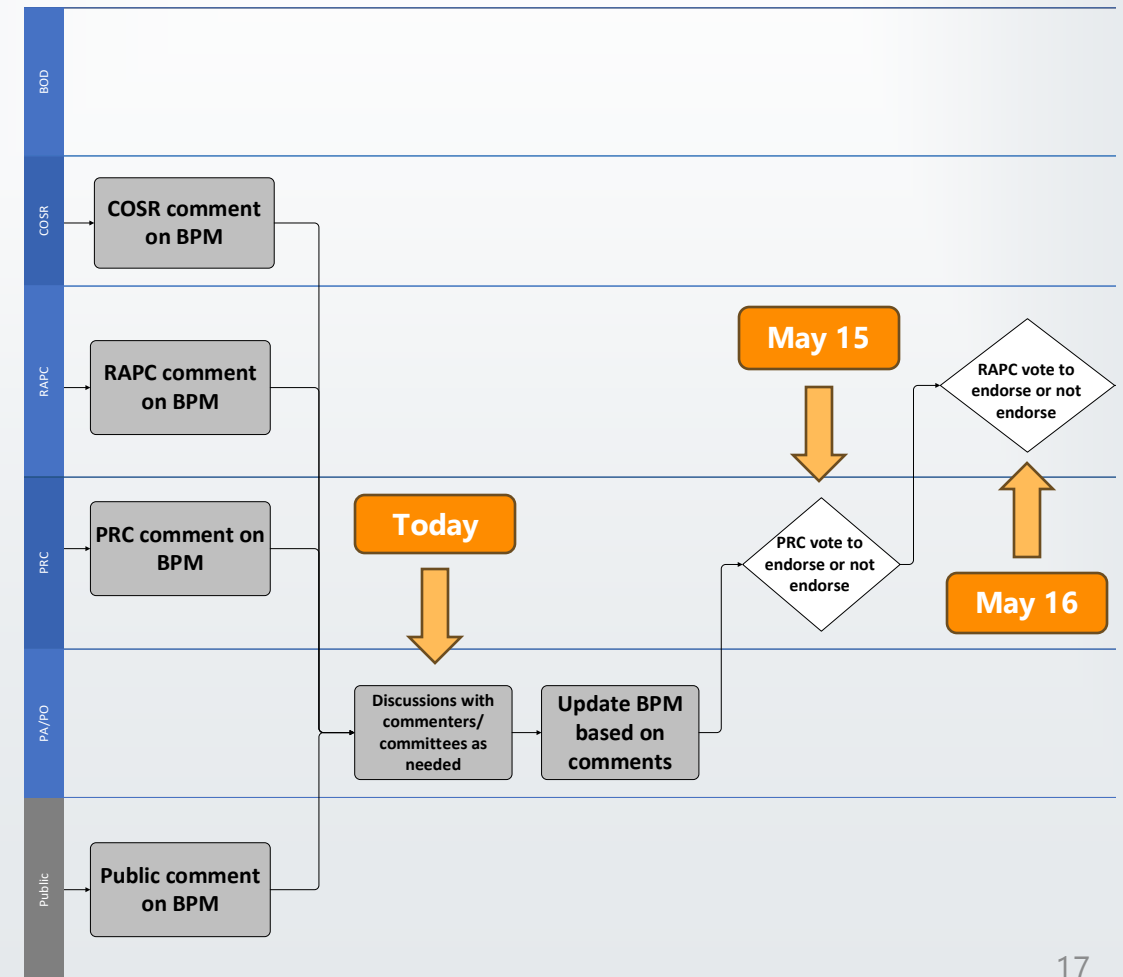 BOD
COSR
COSR comment
on BPM
RAPC
RAPC comment
on BPM
May 15
RAPC vote to
endorse or not
endorse
PRC
PRC comment on
BPM
Today
PRC vote to
endorse or not
endorse
May 16
PA/PO
Discussions with
commenters/
committees as
needed
Update BPM
based on
comments
Public
Public comment
on BPM
17